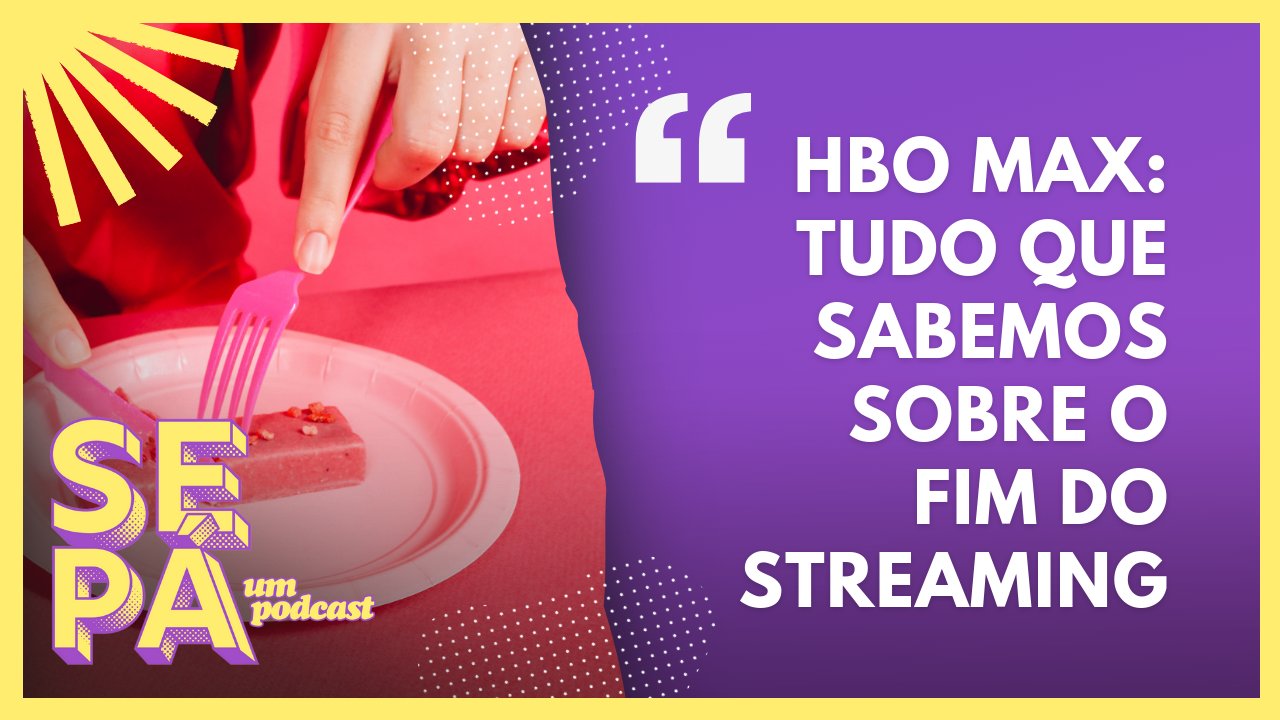 HBO MAX:
TUDO QUE
SABEMOS
SOBRE O
FIM DO
STREAMING
SE
PÁ
um
podcast